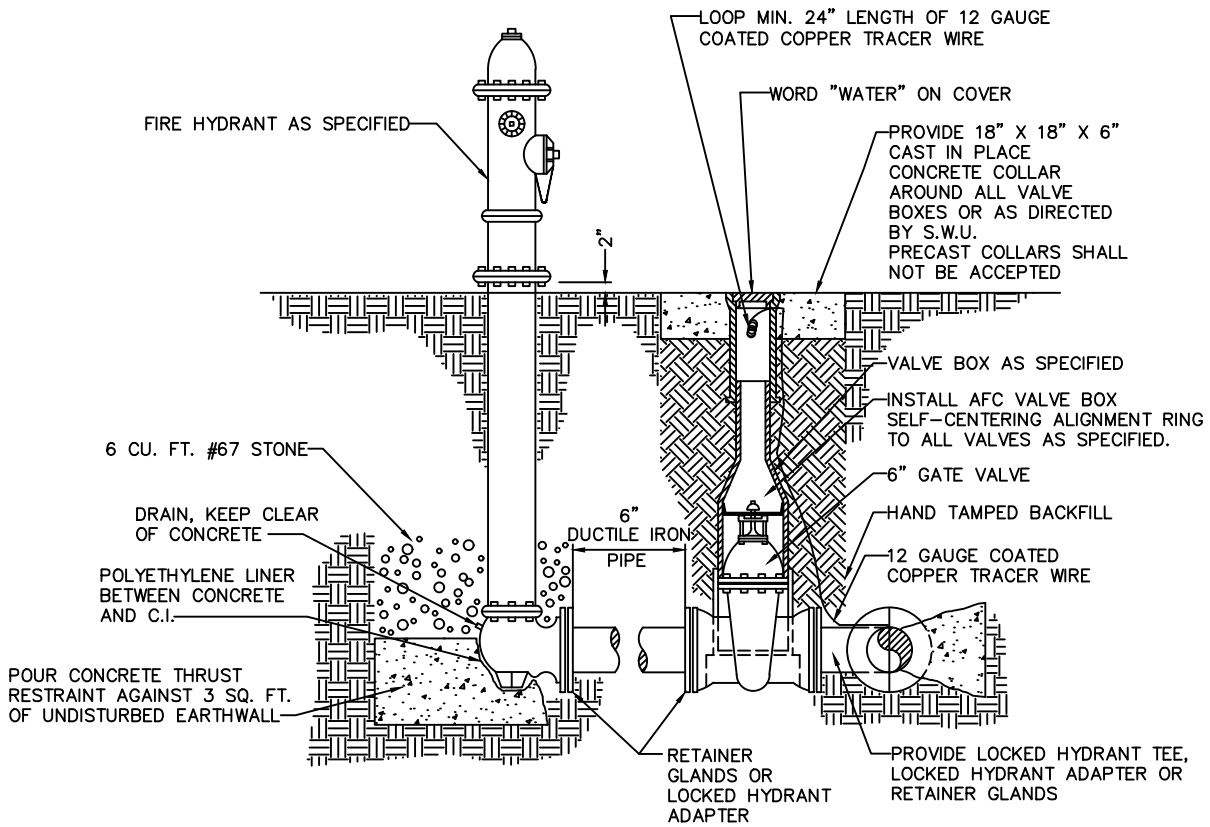 LOOP MIN. 24" LENGTH OF 12 GAUGE
COATED COPPER TRACER WIRE
WORD "WATER" ON COVER
FIRE HYDRANT AS SPECIFIED
PROVIDE 18" X 18" X 6"
CAST IN PLACE
CONCRETE COLLAR
AROUND ALL VALVE
BOXES OR AS DIRECTED
BY S.W.U.
PRECAST COLLARS SHALL
NOT BE ACCEPTED
2"
VALVE BOX AS SPECIFIED
INSTALL AFC VALVE BOX
SELF-CENTERING ALIGNMENT RING
TO ALL VALVES AS SPECIFIED.
6 CU. FT. #67 STONE
6" GATE VALVE
DRAIN, KEEP CLEAR
OF CONCRETE
6"
DUCTILE IRON
PIPE
HAND TAMPED BACKFILL
POLYETHYLENE LINER
BETWEEN CONCRETE
AND C.I.
12 GAUGE COATED
COPPER TRACER WIRE
POUR CONCRETE THRUST
RESTRAINT AGAINST 3 SQ. FT.
OF UNDISTURBED EARTHWALL
RETAINER
GLANDS OR
LOCKED HYDRANT
ADAPTER
PROVIDE LOCKED HYDRANT TEE,
LOCKED HYDRANT ADAPTER OR
RETAINER GLANDS